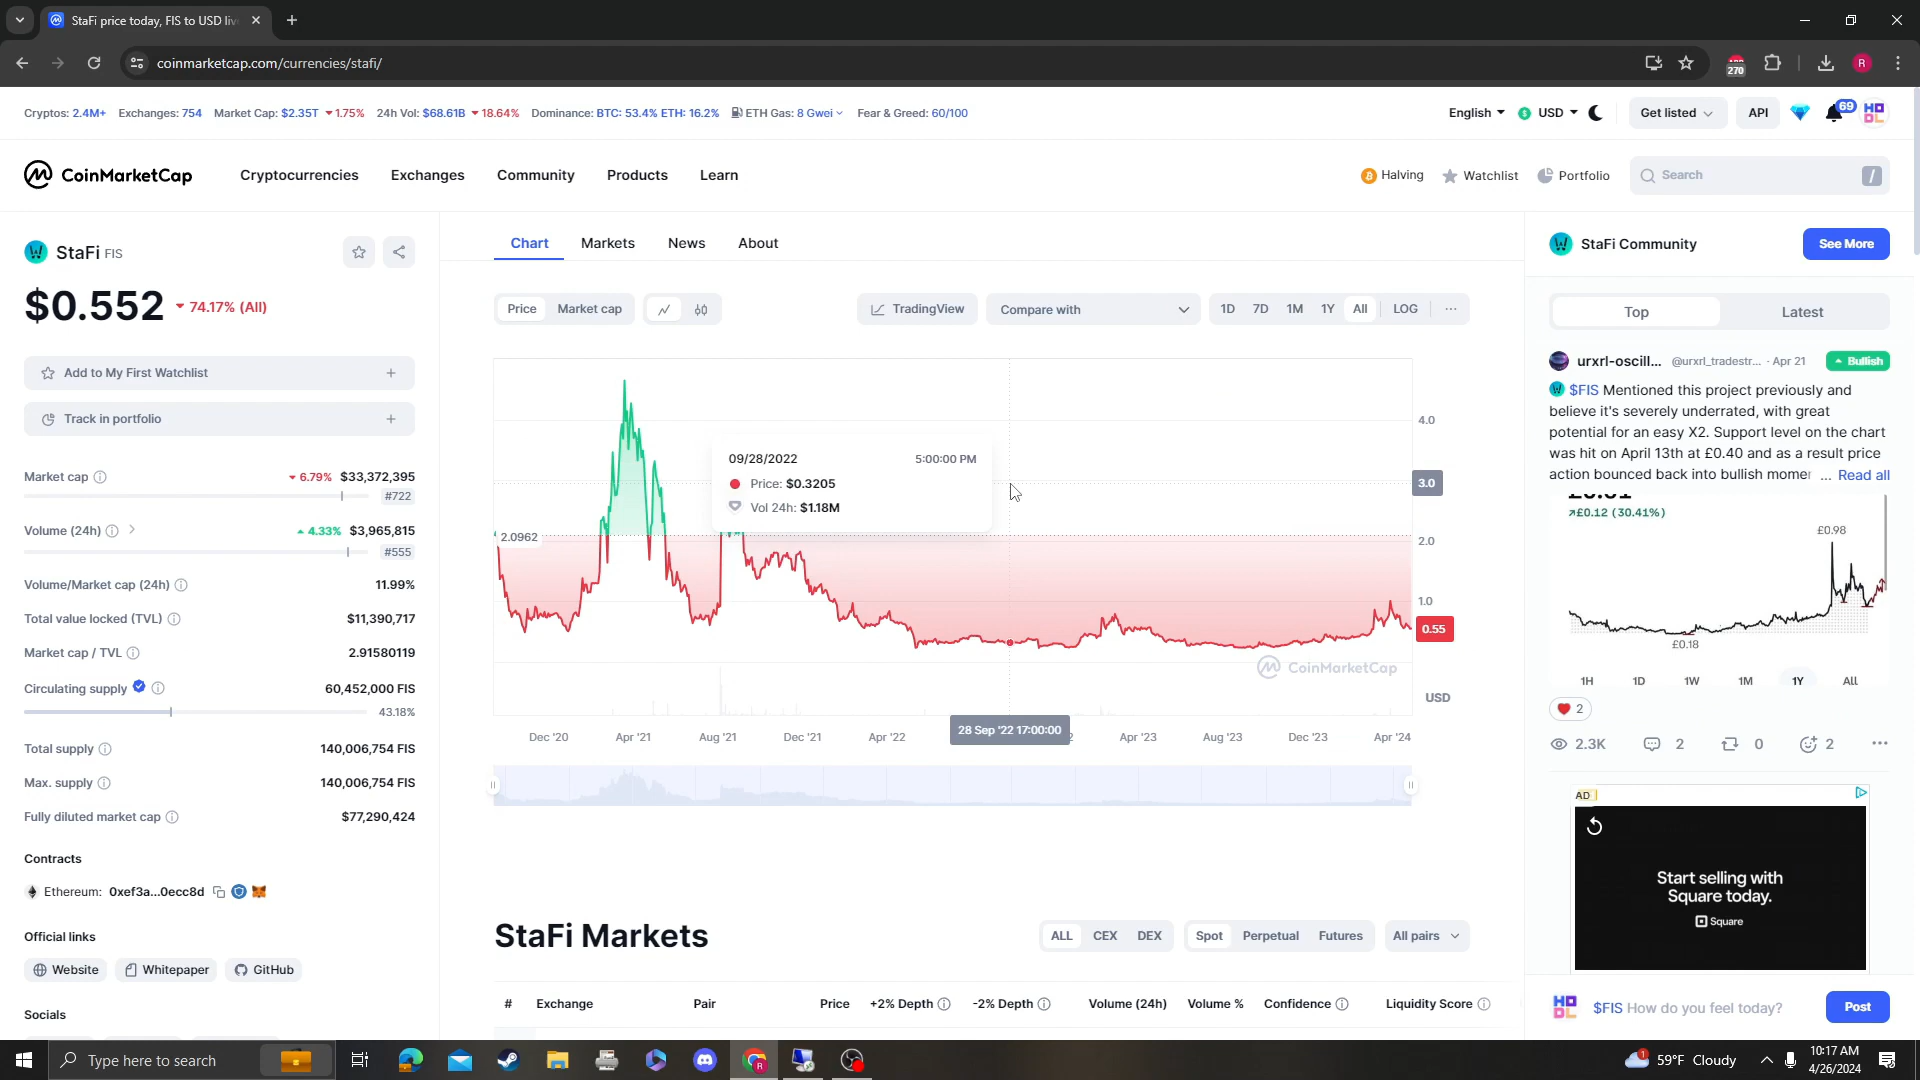 StaFi price today, FIS to USD liv
coinmarketcap.com/currencies/stafi/
270
R
Cryptos: 2.4M+ Exchanges: 754 Market Cap: $2.35T 1.75% 24h Vol: $68.61B 18.64% Dominance: BTC: 53.4% ETH: 16.2% ETH Gas: 8 Gwei Fear & Greed: 60/100
English USD Get listed API 69
CoinMarketCap Cryptocurrencies Exchanges Community Products Learn
Halving Watchlist Portfolio Search /
StaFi FIS
$0.552 74.17% (All)
Add to My First Watchlist +
Track in portfolio +
Market cap 6.79% $33,372,395
#722
Volume (24h) 4.33% $3,965,815
#555
Volume/Market cap (24h) 11.99%
Total value locked (TVL) $11,390,717
Market cap / TVL 2.91580119
Circulating supply 60,452,000 FIS
43.18%
Total supply 140,006,754 FIS
Max. supply 140,006,754 FIS
Fully diluted market cap $77,290,424
Contracts
Ethereum: 0xef3a...0ecc8d
Official links
Website Whitepaper GitHub
Socials
Chart Markets News About
Price Market cap TradingView Compare with 1D 7D 1M 1Y All LOG ...
4.0
09/28/2022 5:00:00 PM
Price: $0.3205
Vol 24h: $1.18M
3.0
2.0962
2.0
1.0
0.55
CoinMarketCap
USD
Dec '20 Apr '21 Aug '21 Dec '21 Apr '22 28 Sep '22 17:00:00 Apr '23 Aug '23 Dec '23 Apr '24
StaFi Markets
ALL CEX DEX Spot Perpetual Futures All pairs
# Exchange Pair Price +2% Depth -2% Depth Volume (24h) Volume % Confidence Liquidity Score
StaFi Community See More
Top Latest
urxrl-oscill... @urxrl_tradestr... · Apr 21 Bullish
$FIS Mentioned this project previously and
believe it's severely underrated, with great
potential for an easy X2. Support level on the chart
was hit on April 13th at £0.40 and as a result price
action bounced back into bullish momer ... Read all
£0.12 (30.41%)
£0.98
£0.18
1H 1D 1W 1M 1Y All
2
2.3K 2 0 2 ...
AD
Start selling with
Square today.
Square
$FIS How do you feel today? Post
Type here to search
1 59°F Cloudy
10:17 AM
4/26/2024